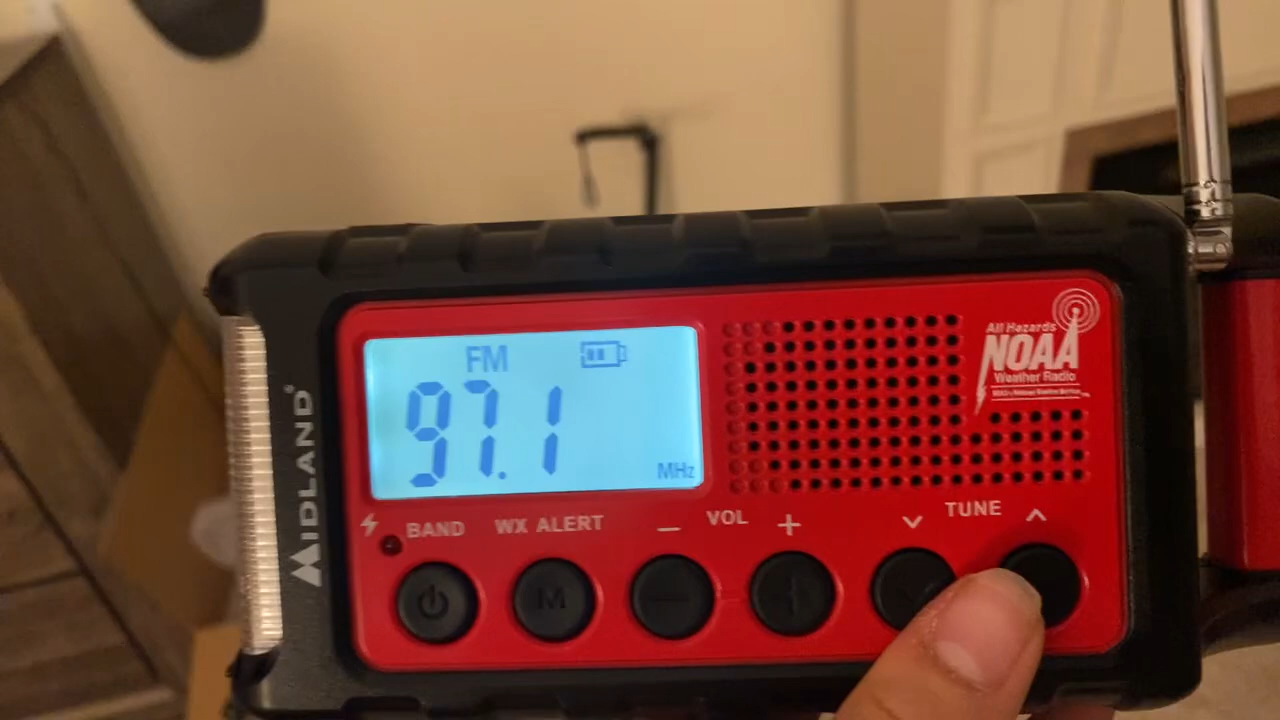 FM
97.1
MHz
MIDLAND
All Hazards
NOAA
Weather Radio
BAND
WX ALERT
− VOL +
TUNE
M